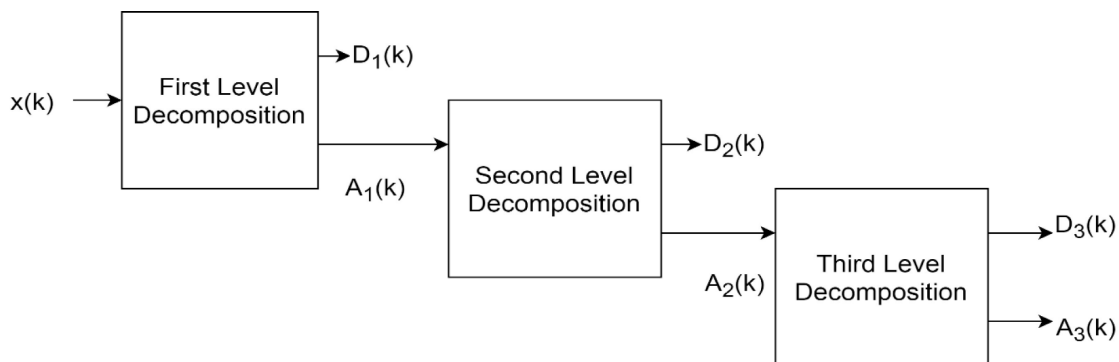 x(k)
First Level
Decomposition
D₁(k)
A₁(k)
Second Level
Decomposition
D₂(k)
A₂(k)
Third Level
Decomposition
D₃(k)
A₃(k)